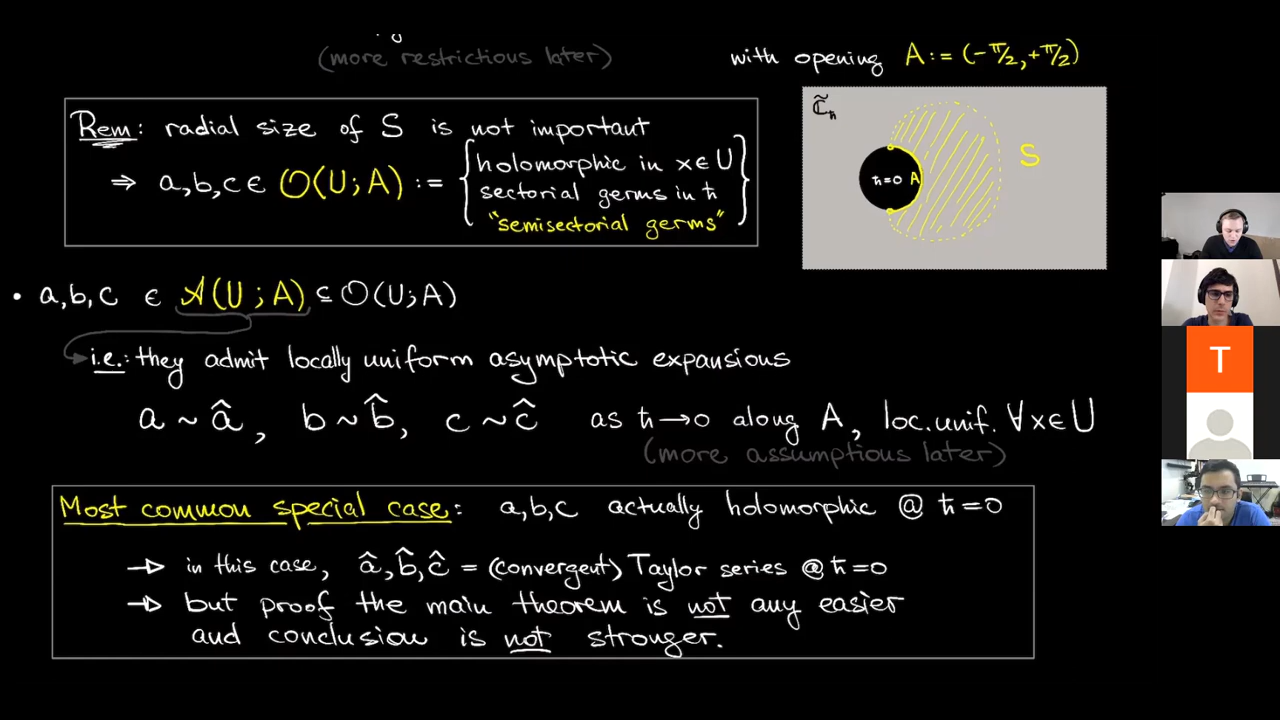 (more restrictious later)
with opening A := (-π/2, +π/2)
Rem: radial size of S is not important
⇒ a,b,c ∈ O(U;A) := { holomorphic in x∈U
sectorial germs in ħ
"semisectorial germs" }
ℂ̃ħ
ħ=0 A
S
• a,b,c ∈ 𝒜(U;A) ⊆ O(U;A)
i.e.: they admit locally uniform asymptotic expansions
a ~ â, b ~ b̂, c ~ ĉ as ħ→0 along A, loc.unif. ∀x∈U
(more assumptions later)
Most common special case: a,b,c actually holomorphic @ ħ=0
→ in this case, â,b̂,ĉ = (convergent) Taylor series @ ħ=0
→ but proof the main theorem is not any easier
and conclusion is not stronger.
T